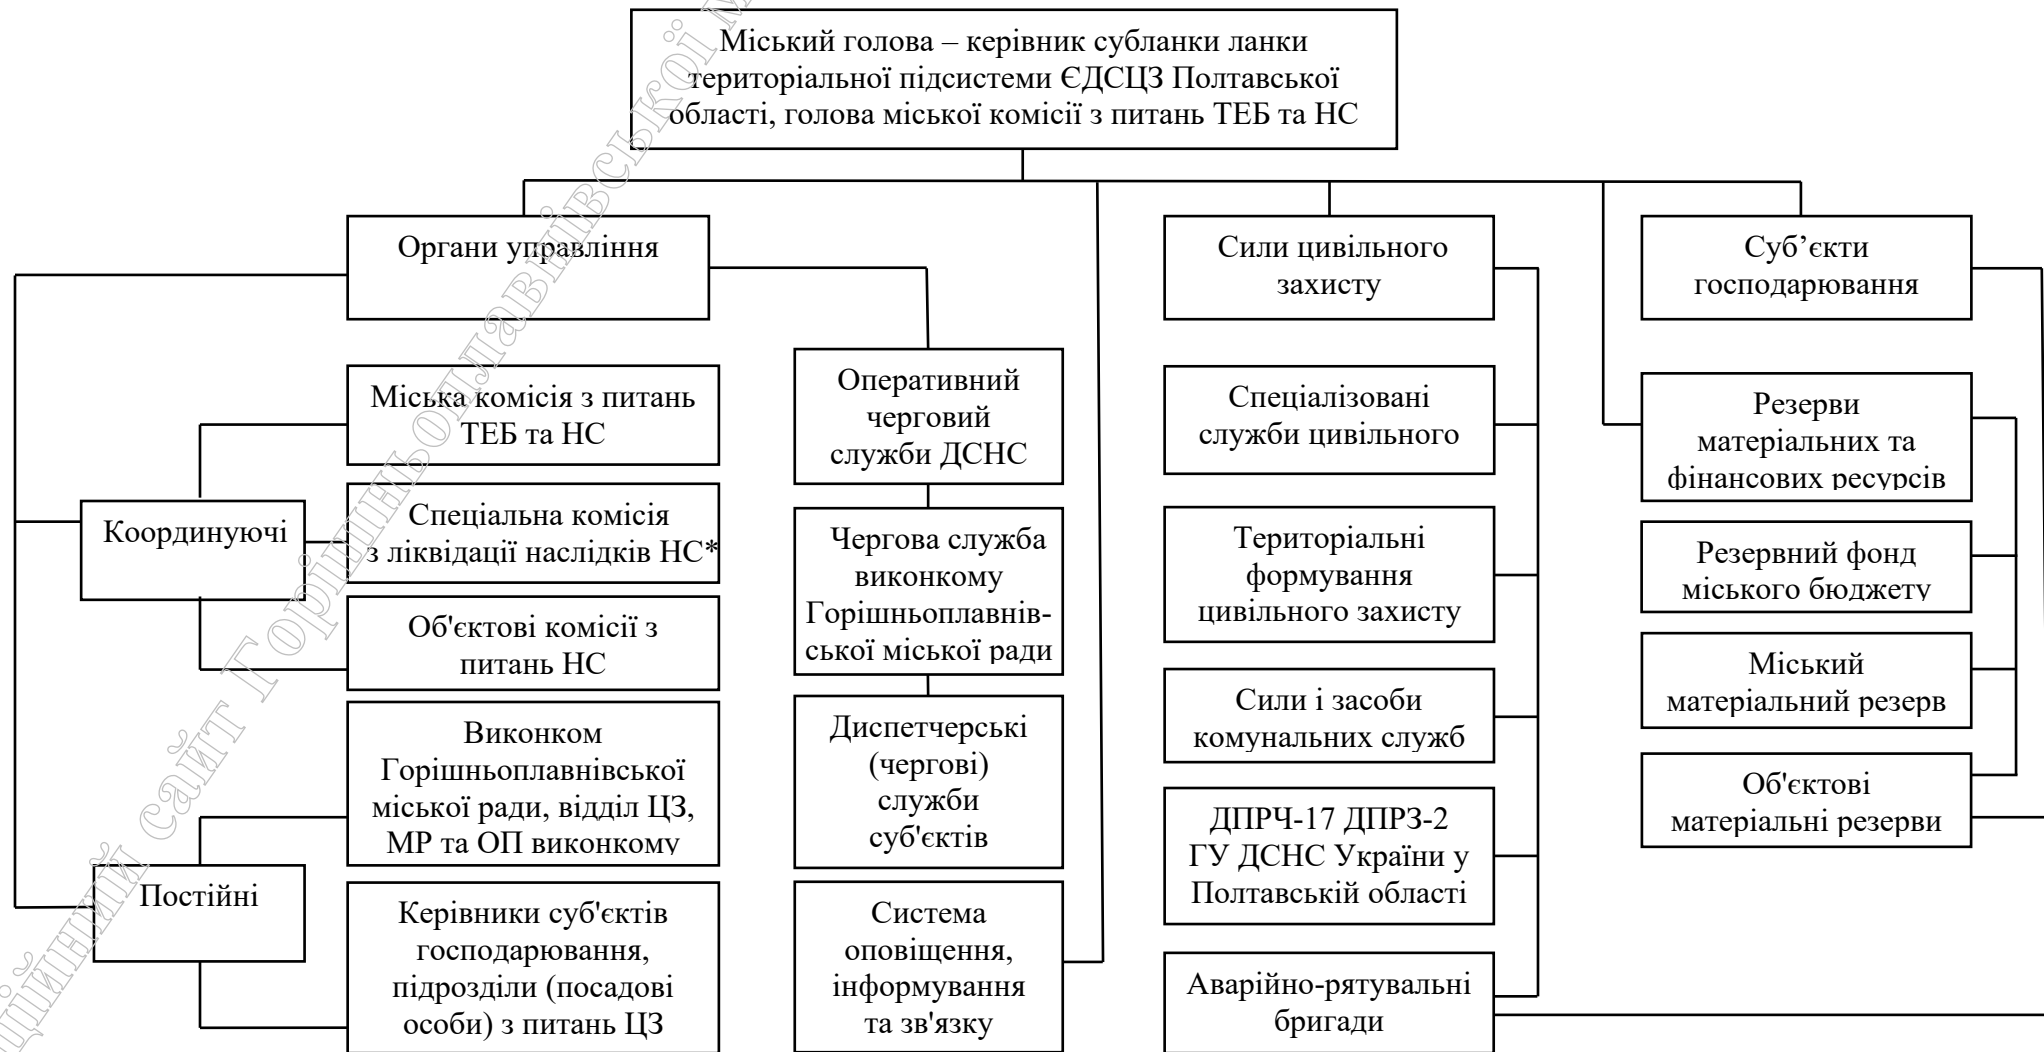 Міський голова – керівник субланки ланки
територіальної підсистеми ЄДСЦЗ Полтавської
області, голова міської комісії з питань ТЕБ та НС
Органи управління
Сили цивільного
захисту
Суб’єкти
господарювання
Міська комісія з питань
ТЕБ та НС
Оперативний
черговий
служби ДСНС
Спеціалізовані
служби цивільного
Резерви
матеріальних та
фінансових ресурсів
Координуючі
Спеціальна комісія
з ліквідації наслідків НС*
Чергова служба
виконкому
Горішньоплавнів-
ської міської ради
Територіальні
формування
цивільного захисту
Резервний фонд
міського бюджету
Об'єктові комісії з
питань НС
Міський
матеріальний резерв
Виконком
Горішньоплавнівської
міської ради, відділ ЦЗ,
МР та ОП виконкому
Диспетчерські
(чергові)
служби
суб'єктів
Сили і засоби
комунальних служб
Об'єктові
матеріальні резерви
ДПРЧ-17 ДПРЗ-2
ГУ ДСНС України у
Полтавській області
Постійні
Керівники суб'єктів
господарювання,
підрозділи (посадові
особи) з питань ЦЗ
Система
оповіщення,
інформування
та зв'язку
Аварійно-рятувальні
бригади
сайт Горішньоплавнівської